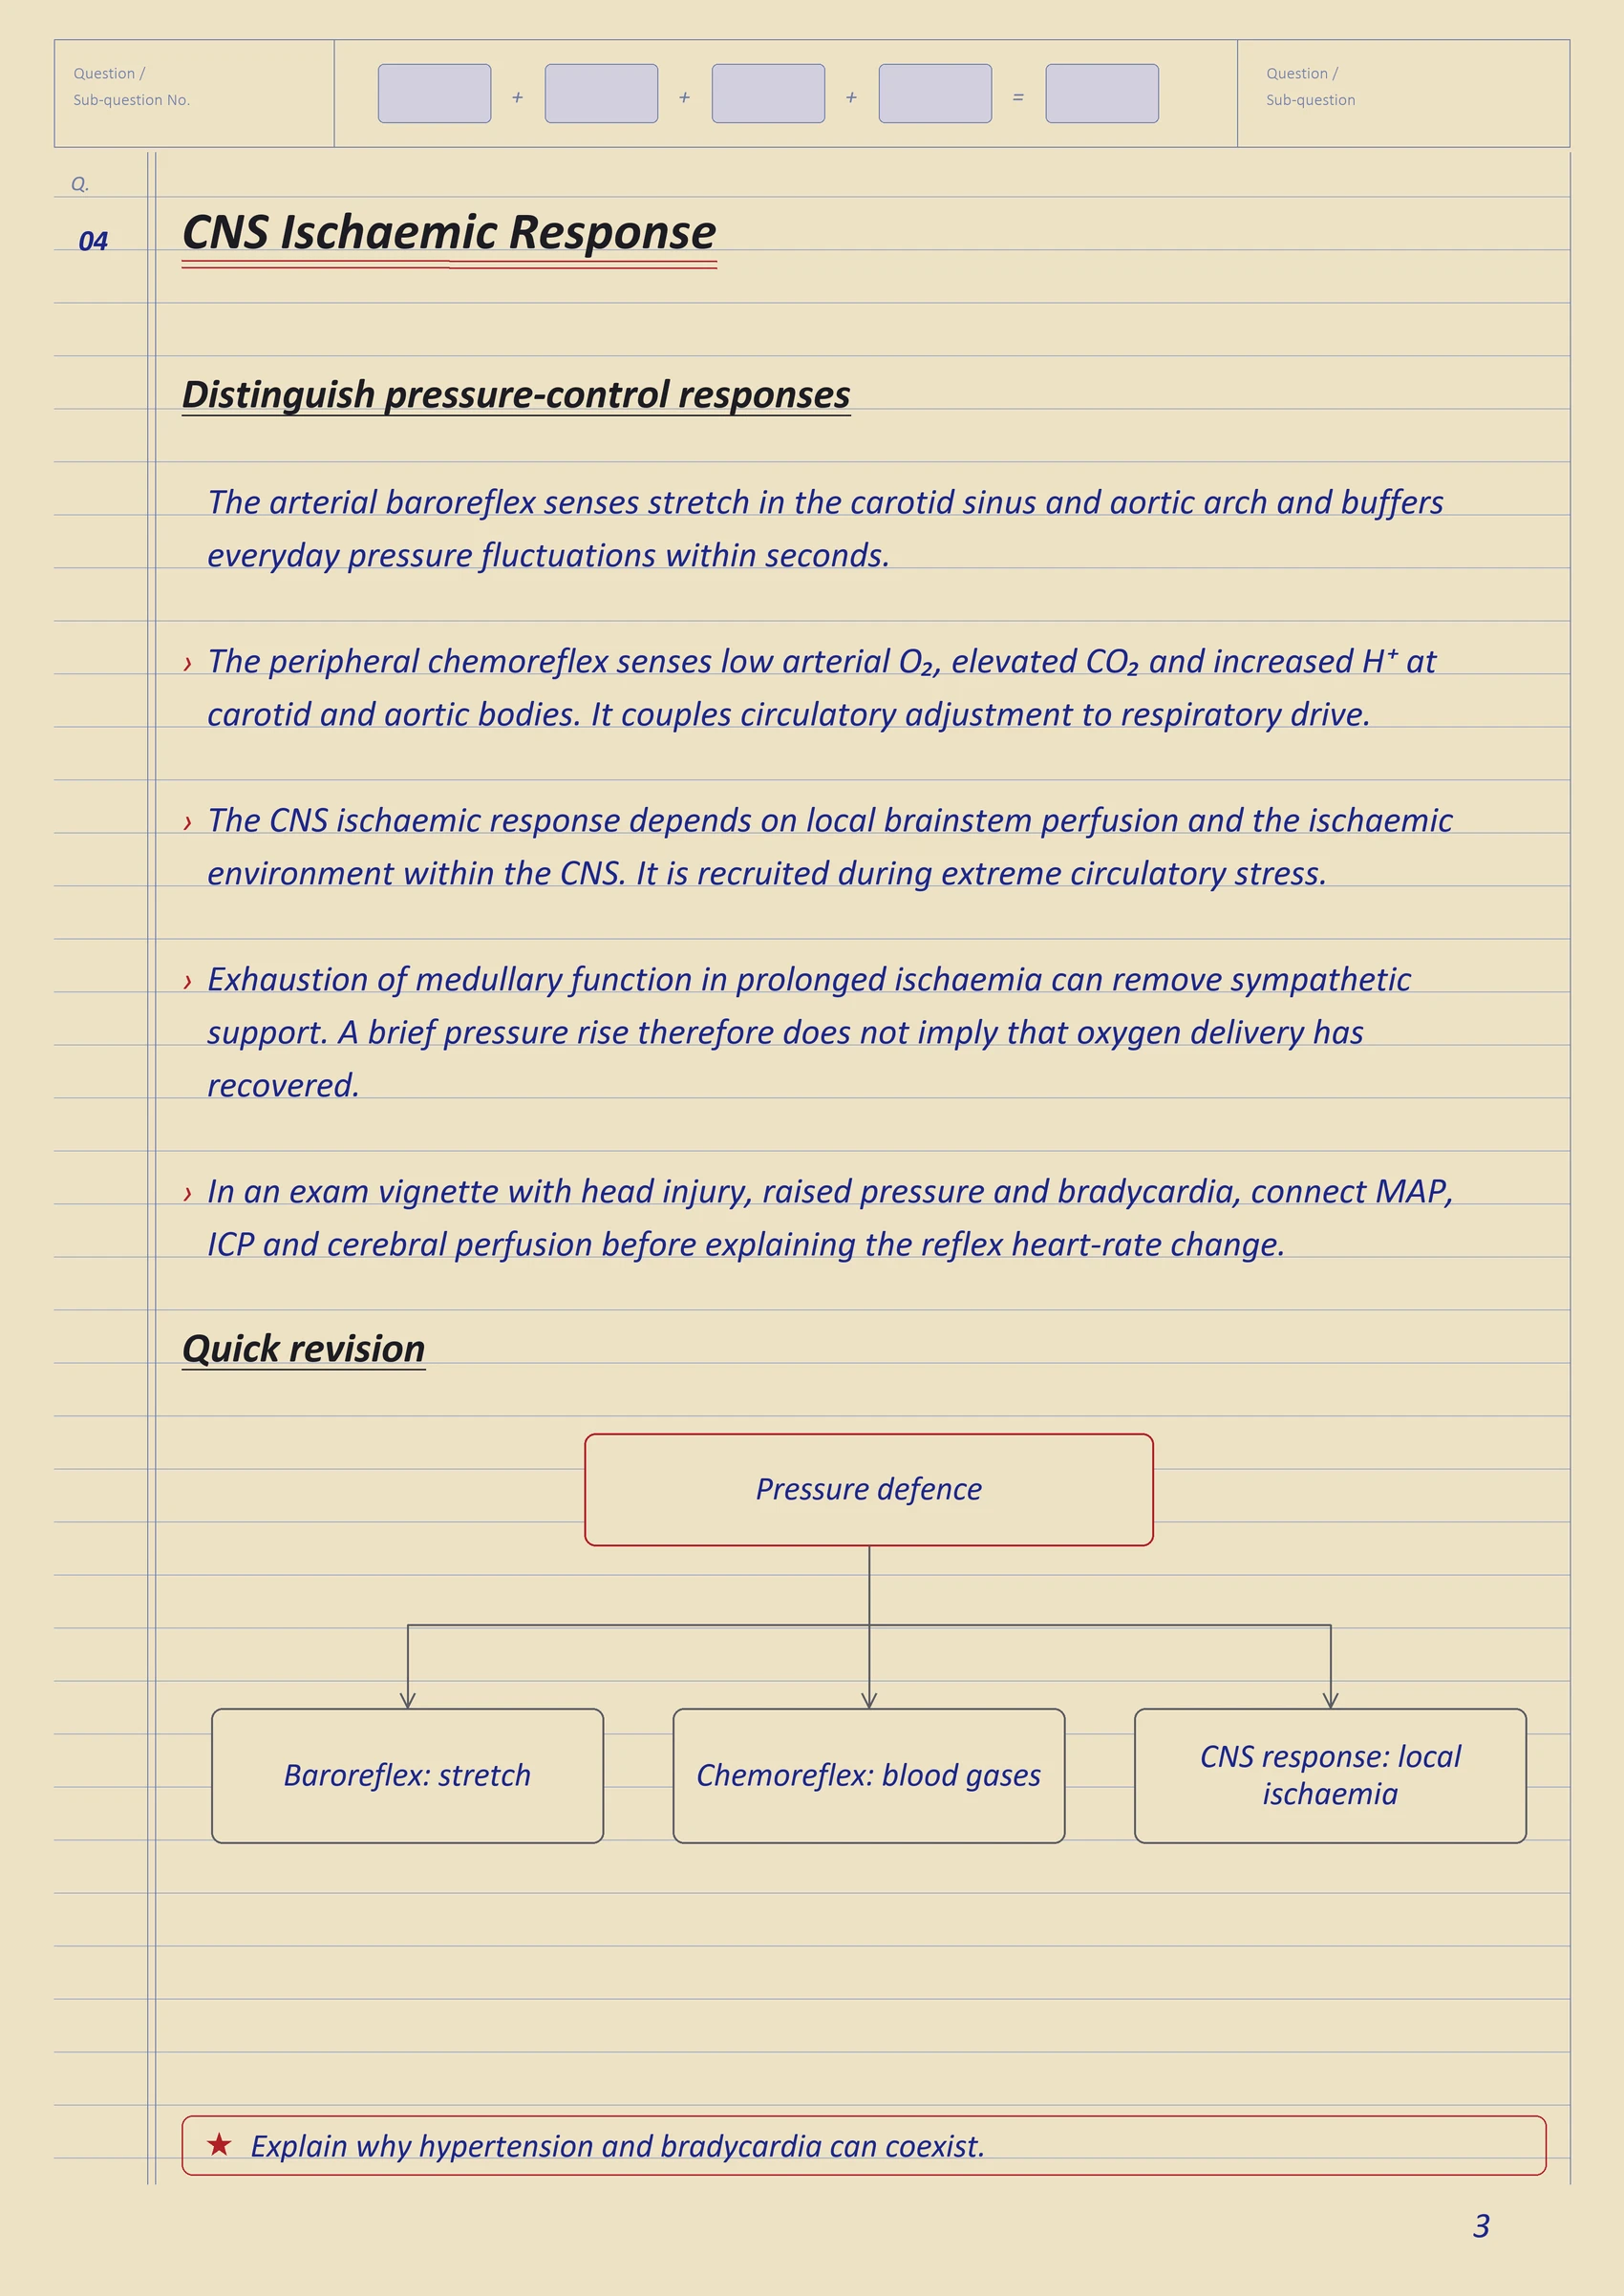 Question /
Sub-question No.
+ + + =
Question /
Sub-question
Q.
04
CNS Ischaemic Response
Distinguish pressure-control responses
The arterial baroreflex senses stretch in the carotid sinus and aortic arch and buffers
everyday pressure fluctuations within seconds.
› The peripheral chemoreflex senses low arterial O₂, elevated CO₂ and increased H⁺ at
carotid and aortic bodies. It couples circulatory adjustment to respiratory drive.
› The CNS ischaemic response depends on local brainstem perfusion and the ischaemic
environment within the CNS. It is recruited during extreme circulatory stress.
› Exhaustion of medullary function in prolonged ischaemia can remove sympathetic
support. A brief pressure rise therefore does not imply that oxygen delivery has
recovered.
› In an exam vignette with head injury, raised pressure and bradycardia, connect MAP,
ICP and cerebral perfusion before explaining the reflex heart-rate change.
Quick revision
Pressure defence
Baroreflex: stretch
Chemoreflex: blood gases
CNS response: local
ischaemia
★ Explain why hypertension and bradycardia can coexist.
3